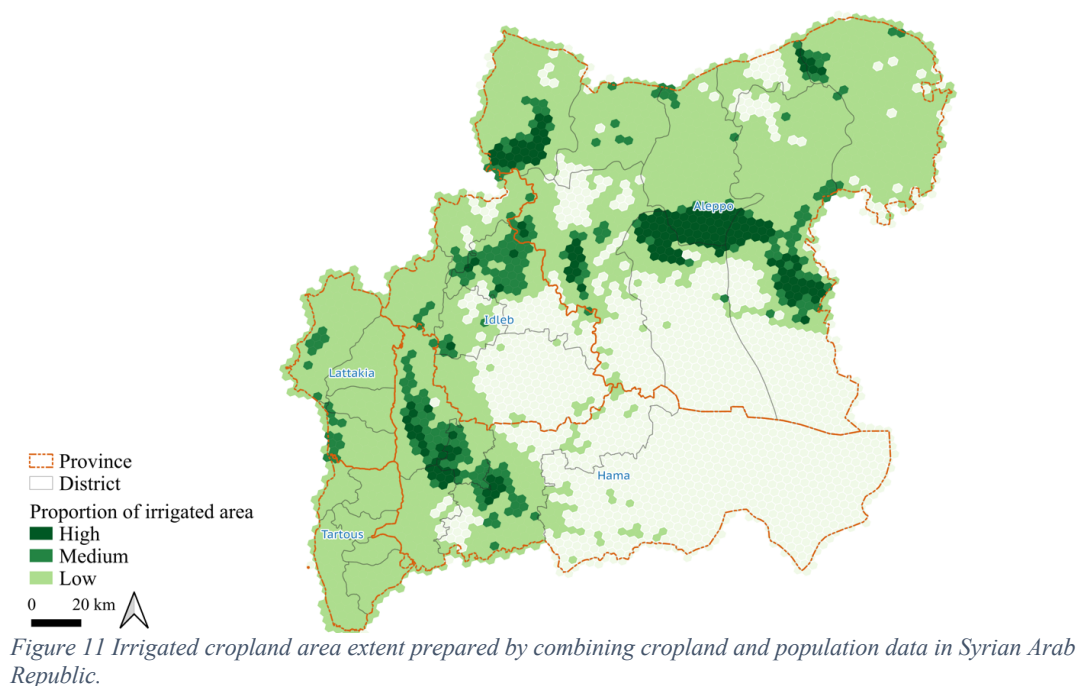 Aleppo
Idleb
Lattakia
Hama
Tartous
Province
District
Proportion of irrigated area
High
Medium
Low
0 20 km
Figure 11 Irrigated cropland area extent prepared by combining cropland and population data in Syrian Arab
Republic.